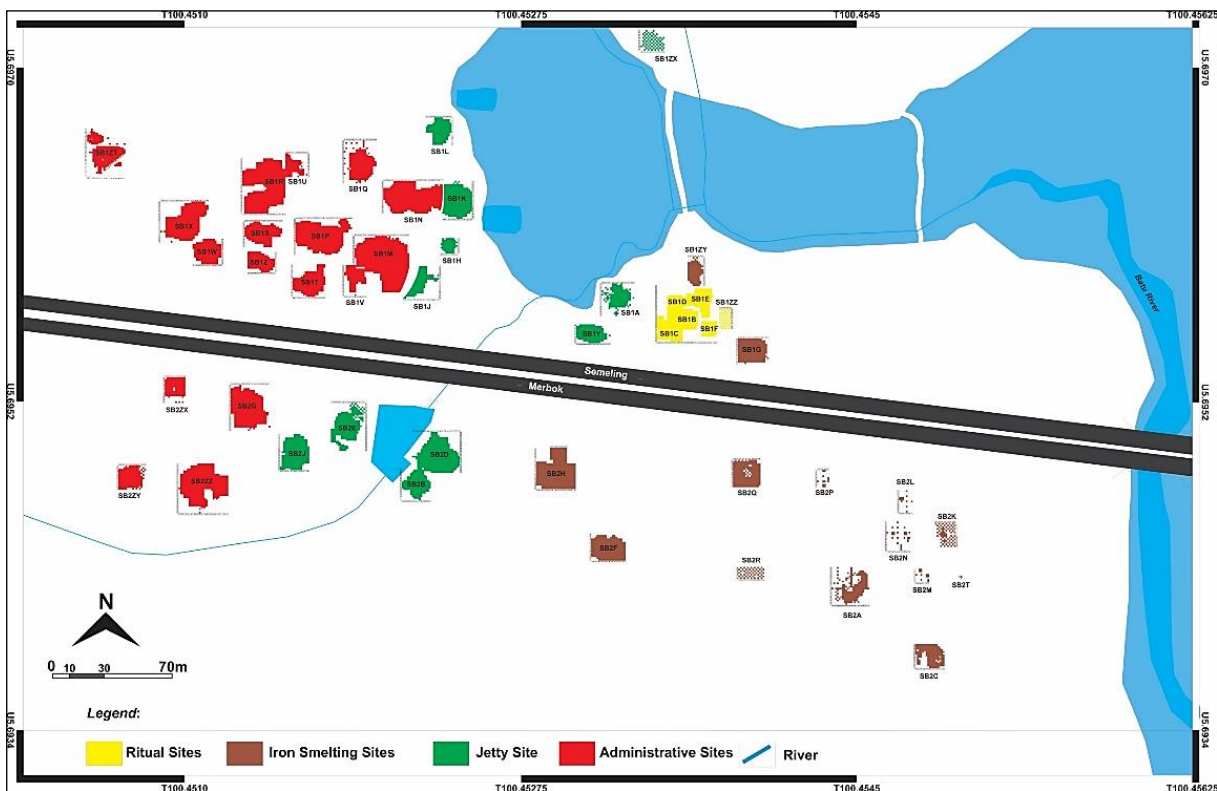 T100.4510 T100.45275 T100.4545 T100.45625
U5.6970 U5.6970
SB1ZX
SB1L
SB1ZT
SB1R SB1U
SB1Q
SB1N SB1K
SB1X
SB1S SB1P
SB1W
SB1M SB1H
SB1Z
SB1T
SB1V
SB1J
SB1ZY
SB1A
SB1D SB1E SB1ZZ
SB1B
SB1Y SB1C SB1F
SB1G
Batu River
Semeling
Merbok
U5.6952 U5.6952
SB2ZX
SB2G
SB2E
SB2J
SB2D
SB2B
SB2ZY
SB2ZZ
SB2H
SB2Q
SB2P
SB2L
SB2K
SB2N
SB2F
SB2R
SB2M
SB2T
SB2A
SB2C
N
0 10 30 70m
Legend:
U5.6934 U5.6934
Ritual Sites Iron Smelting Sites Jetty Site Administrative Sites River
T100.4510 T100.45275 T100.4545 T100.45625